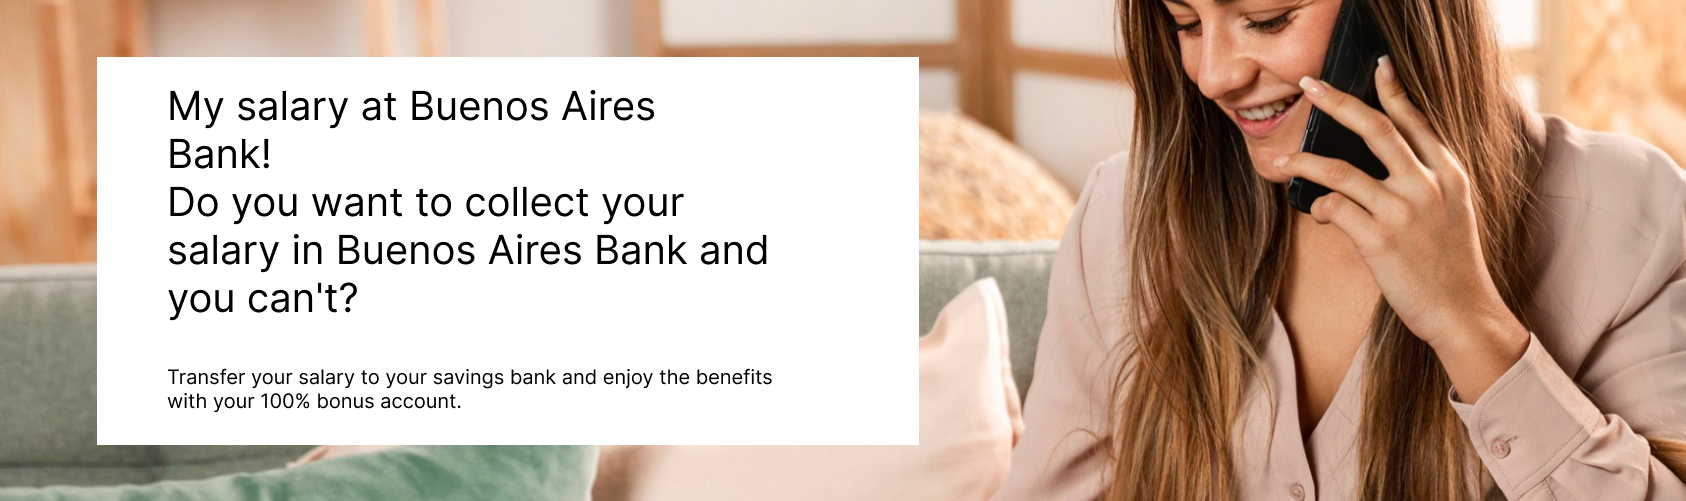 My salary at Buenos Aires
Bank!
Do you want to collect your
salary in Buenos Aires Bank and
you can't?
Transfer your salary to your savings bank and enjoy the benefits
with your 100% bonus account.